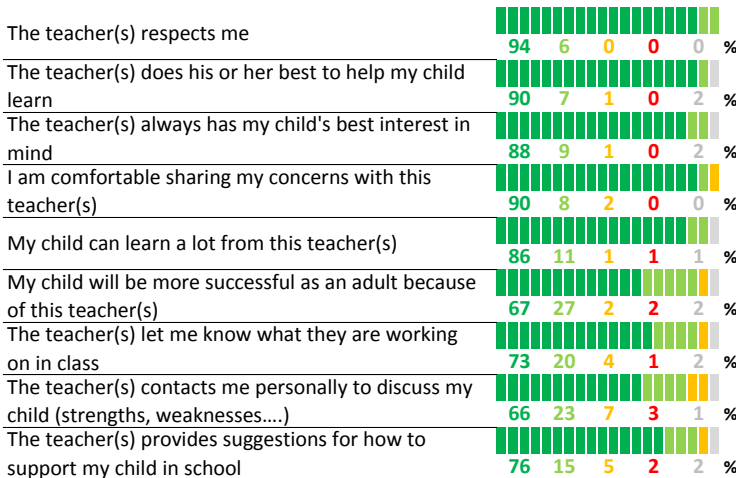 The teacher(s) respects me
94 6 0 0 0 %
The teacher(s) does his or her best to help my child
learn
90 7 1 0 2 %
The teacher(s) always has my child's best interest in
mind
88 9 1 0 2 %
I am comfortable sharing my concerns with this
teacher(s)
90 8 2 0 0 %
My child can learn a lot from this teacher(s)
86 11 1 1 1 %
My child will be more successful as an adult because
of this teacher(s)
67 27 2 2 2 %
The teacher(s) let me know what they are working
on in class
73 20 4 1 2 %
The teacher(s) contacts me personally to discuss my
child (strengths, weaknesses....)
66 23 7 3 1 %
The teacher(s) provides suggestions for how to
support my child in school
76 15 5 2 2 %